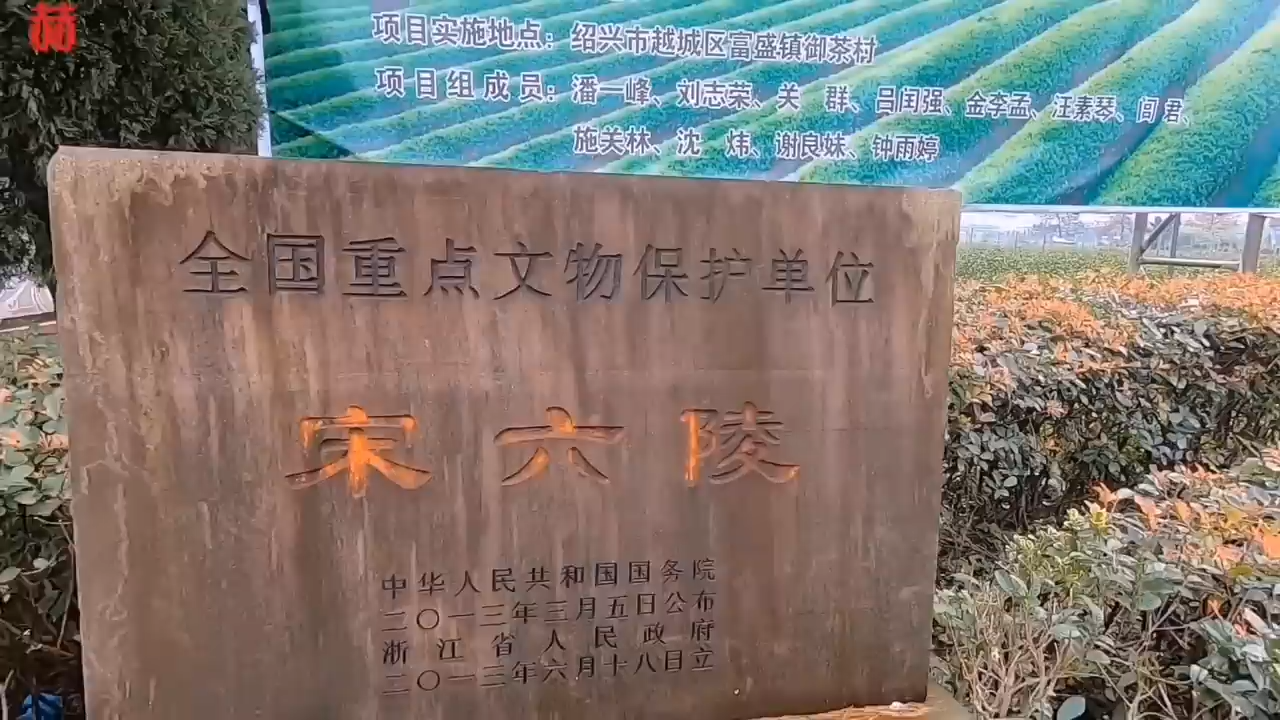 项目实施地点：绍兴市越城区富盛镇御茶村
项目组成员：潘一峰、刘志荣、关 群、吕闰强、金李孟、汪素琴、闾君、
施关林、沈 炜、谢良妹、钟雨婷
全国重点文物保护单位
宋六陵
中华人民共和国国务院
二〇一三年三月五日公布
浙江省人民政府
二〇一三年六月十八日立